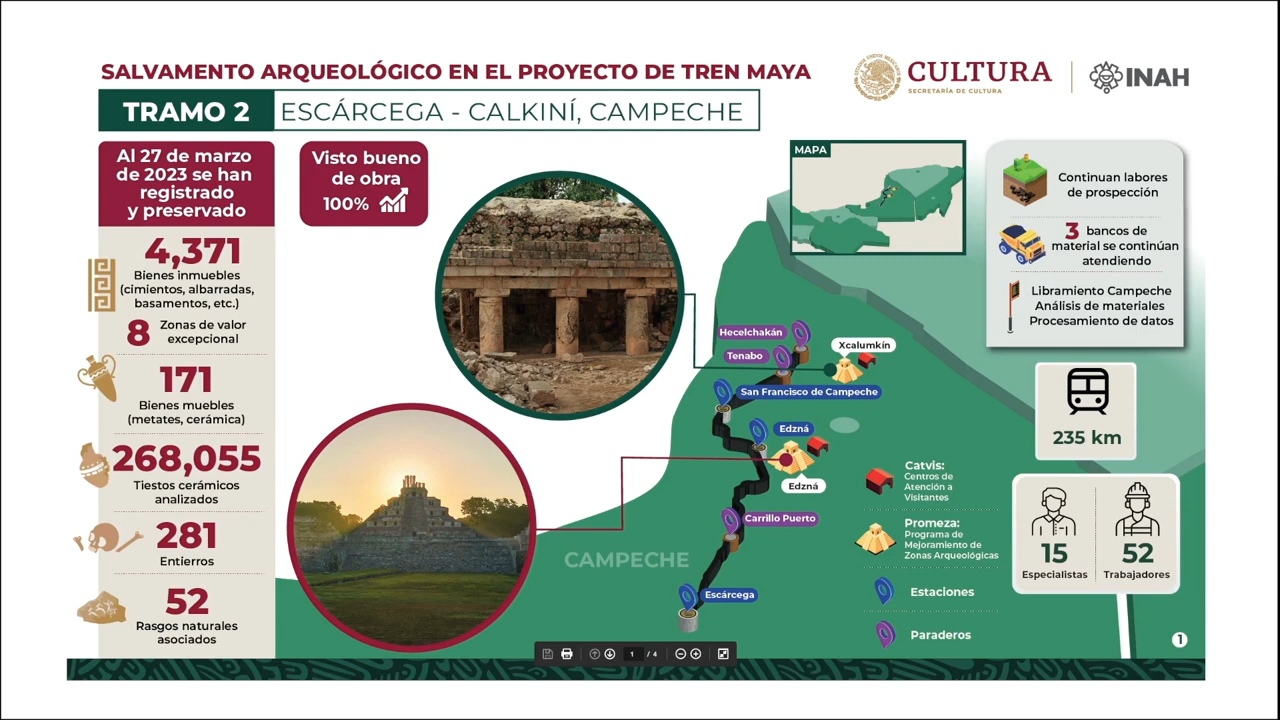 SALVAMENTO ARQUEOLÓGICO EN EL PROYECTO DE TREN MAYA
TRAMO 2
ESCÁRCEGA - CALKINÍ, CAMPECHE
CULTURA
SECRETARÍA DE CULTURA
INAH
Al 27 de marzo
de 2023 se han
registrado
y preservado
4,371
Bienes inmuebles
(cimientos, albarradas,
basamentos, etc.)
8 Zonas de valor
excepcional
171
Bienes muebles
(metates, cerámica)
268,055
Tiestos cerámicos
analizados
281
Entierros
52
Rasgos naturales
asociados
Visto bueno
de obra
100%
MAPA
Hecelchakán
Tenabo
Xcalumkín
San Francisco de Campeche
Edzná
Edzná
Carrillo Puerto
CAMPECHE
Escárcega
Catvis:
Centros de
Atención a
Visitantes
Promeza:
Programa de
Mejoramiento de
Zonas Arqueológicas
Estaciones
Paraderos
Continuan labores
de prospección
3 bancos de
material se continúan
atendiendo
Libramiento Campeche
Análisis de materiales
Procesamiento de datos
235 km
15
Especialistas
52
Trabajadores
1
1 / 4